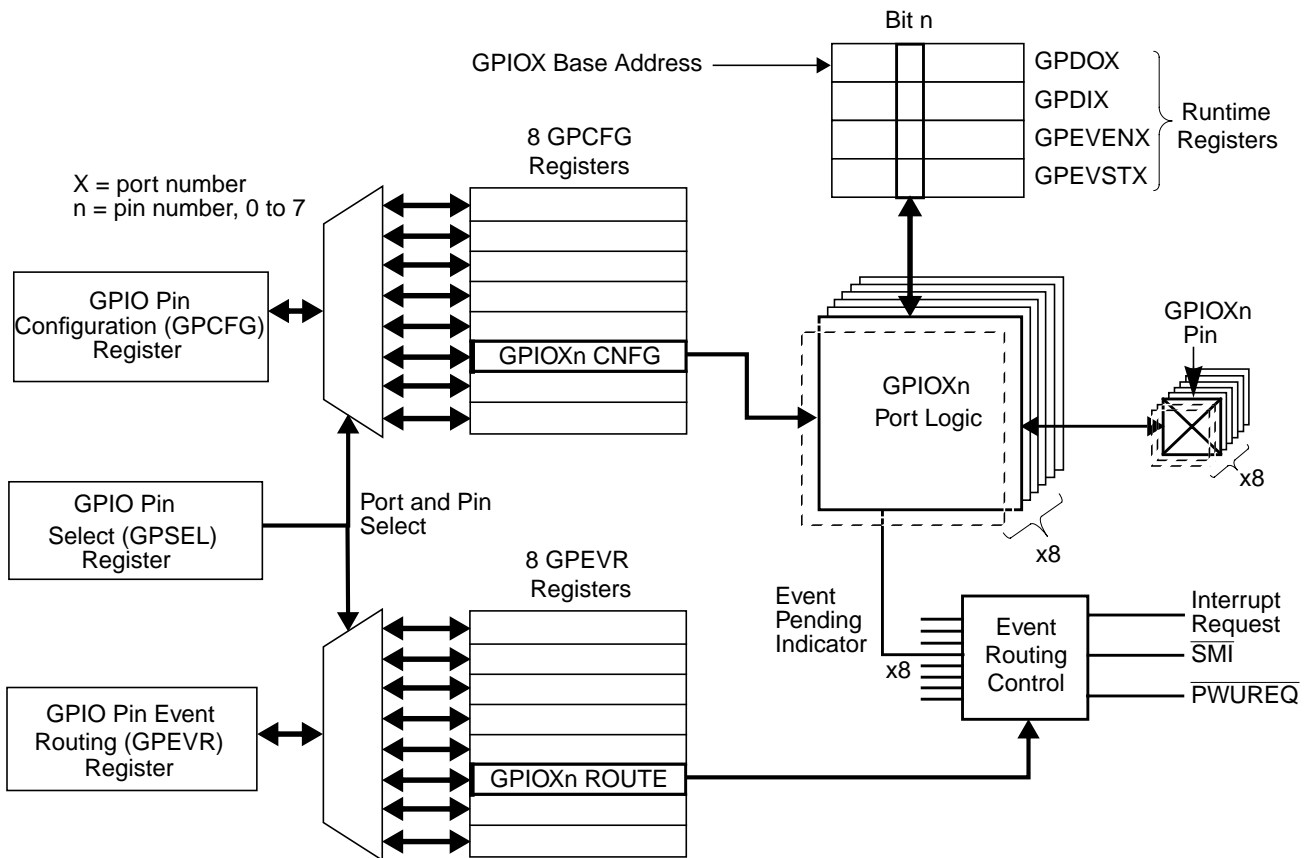 Bit n
GPIOX Base Address
GPDOX
GPDIX
GPEVENX
GPEVSTX
Runtime
Registers
8 GPCFG
Registers
X = port number
n = pin number, 0 to 7
GPIO Pin
Configuration (GPCFG)
Register
GPIOXn CNFG
GPIOXn
Port Logic
x8
GPIOXn
Pin
x8
GPIO Pin
Select (GPSEL)
Register
Port and Pin
Select
8 GPEVR
Registers
Event
Pending
Indicator
x8
Event
Routing
Control
Interrupt
Request
SMI
PWUREQ
GPIO Pin Event
Routing (GPEVR)
Register
GPIOXn ROUTE